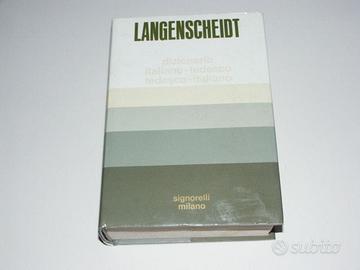 LANGENSCHEIDT
dizionario
italiano-tedesco
tedesco-italiano
signorelli
milano
subito